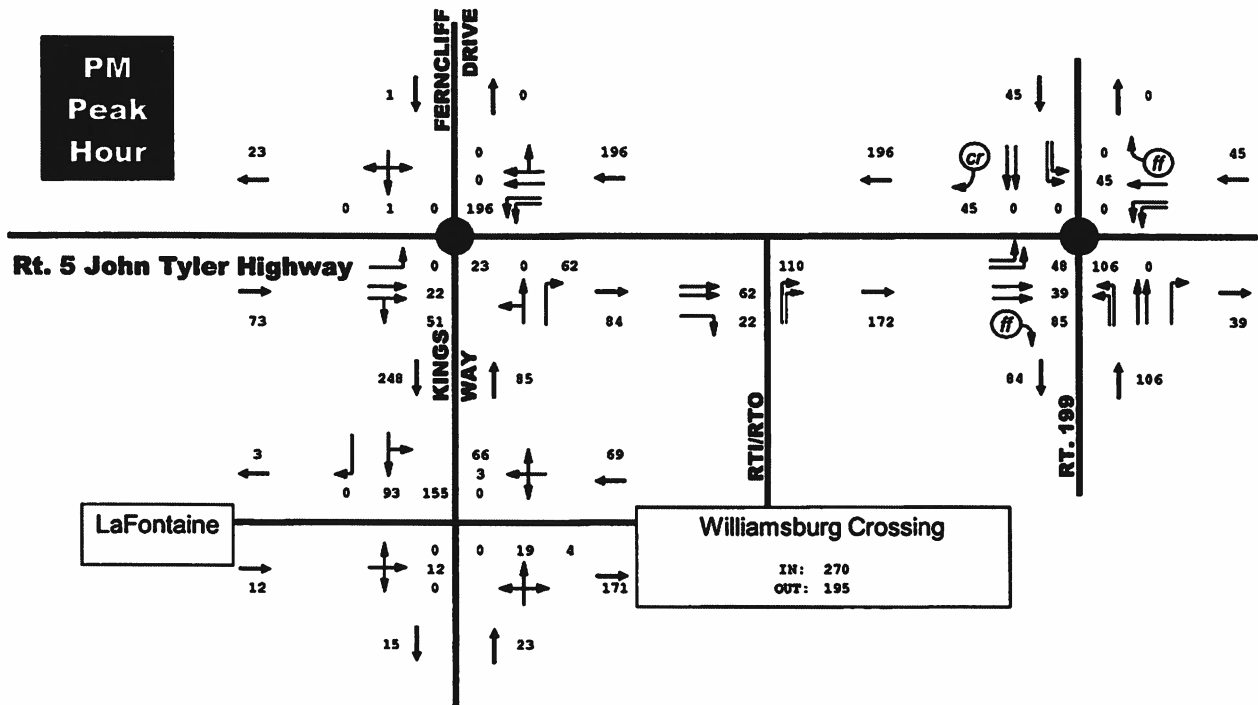 PM
Peak
Hour
FERNCLIFF
DRIVE
1 0
45 0
23
0
196
196
cr
0
ff
45
0
45
0 1 0 196
45 0 0 0
Rt. 5 John Tyler Highway
0 23 0 62
110
48 106 0
22
62
39
73
51
84
22
172
ff
85
39
KINGS
WAY
248 85
84 106
RTI/RTO
RT. 199
3
66
69
3
0 93 155 0
LaFontaine
Williamsburg Crossing
0 0 19 4
12
IN: 270
12
0
171
OUT: 195
15 23